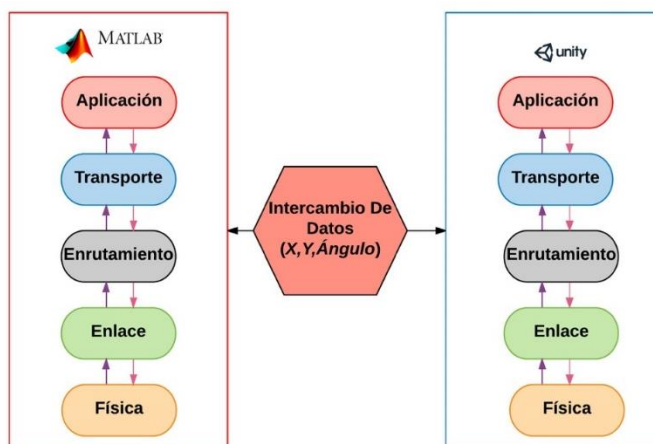 MATLAB
Aplicación
Transporte
Enrutamiento
Enlace
Física
Intercambio De
Datos
(X,Y,Ángulo)
unity
Aplicación
Transporte
Enrutamiento
Enlace
Física